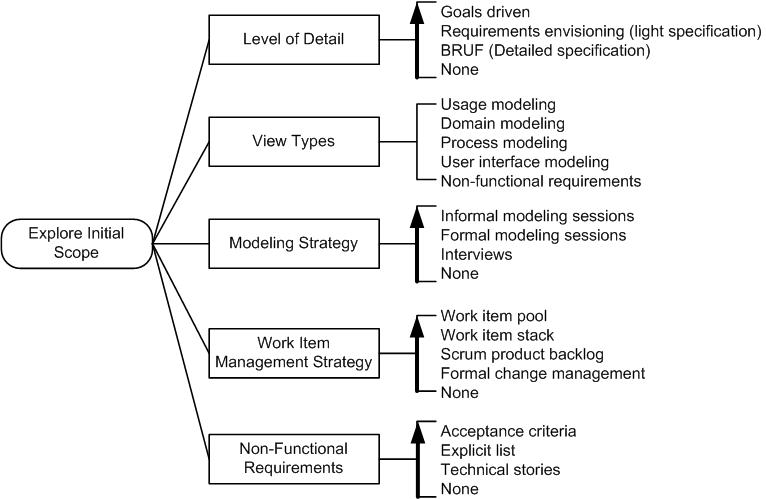 Explore Initial
Scope
Level of Detail
Goals driven
Requirements envisioning (light specification)
BRUF (Detailed specification)
None
View Types
Usage modeling
Domain modeling
Process modeling
User interface modeling
Non-functional requirements
Modeling Strategy
Informal modeling sessions
Formal modeling sessions
Interviews
None
Work Item
Management Strategy
Work item pool
Work item stack
Scrum product backlog
Formal change management
None
Non-Functional
Requirements
Acceptance criteria
Explicit list
Technical stories
None